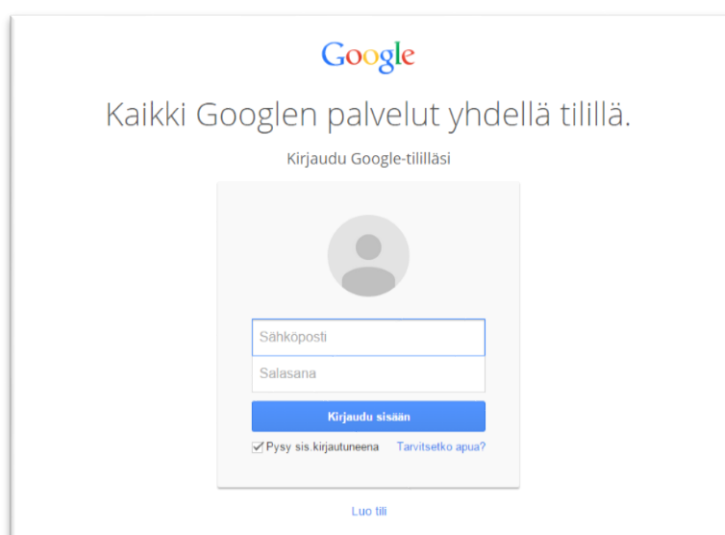 Google
Kaikki Googlen palvelut yhdellä tilillä.
Kirjaudu Google-tililläsi
Sähköposti
Salasana
Kirjaudu sisään
Pysy sis.kirjautuneena Tarvitsetko apua?
Luo tili